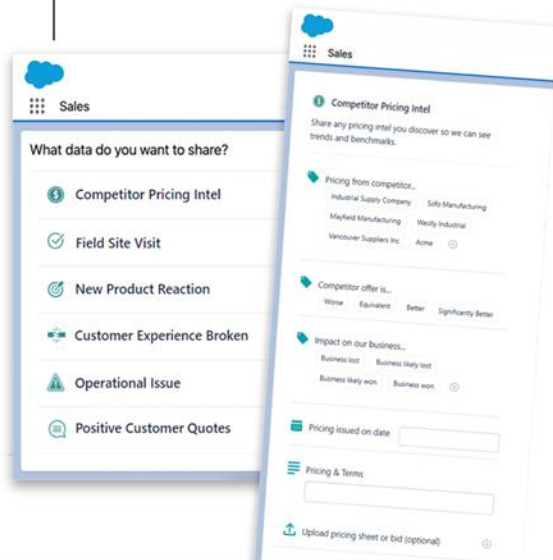 Sales
What data do you want to share?
Competitor Pricing Intel
Field Site Visit
New Product Reaction
Customer Experience Broken
Operational Issue
Positive Customer Quotes
Sales
Competitor Pricing Intel
Share any pricing intel you discover so we can see
trends and benchmarks.
Pricing from competitor...
Industrial Supply Company Sofo Manufacturing
Mayfield Manufacturing Westly Industrial
Vancouver Suppliers Inc Acme
Competitor offer is...
Worse Equivalent Better Significantly Better
Impact on our business...
Business lost Business likely lost
Business likely won Business won
Pricing issued on date
Pricing & Terms
Upload pricing sheet or bid (optional)